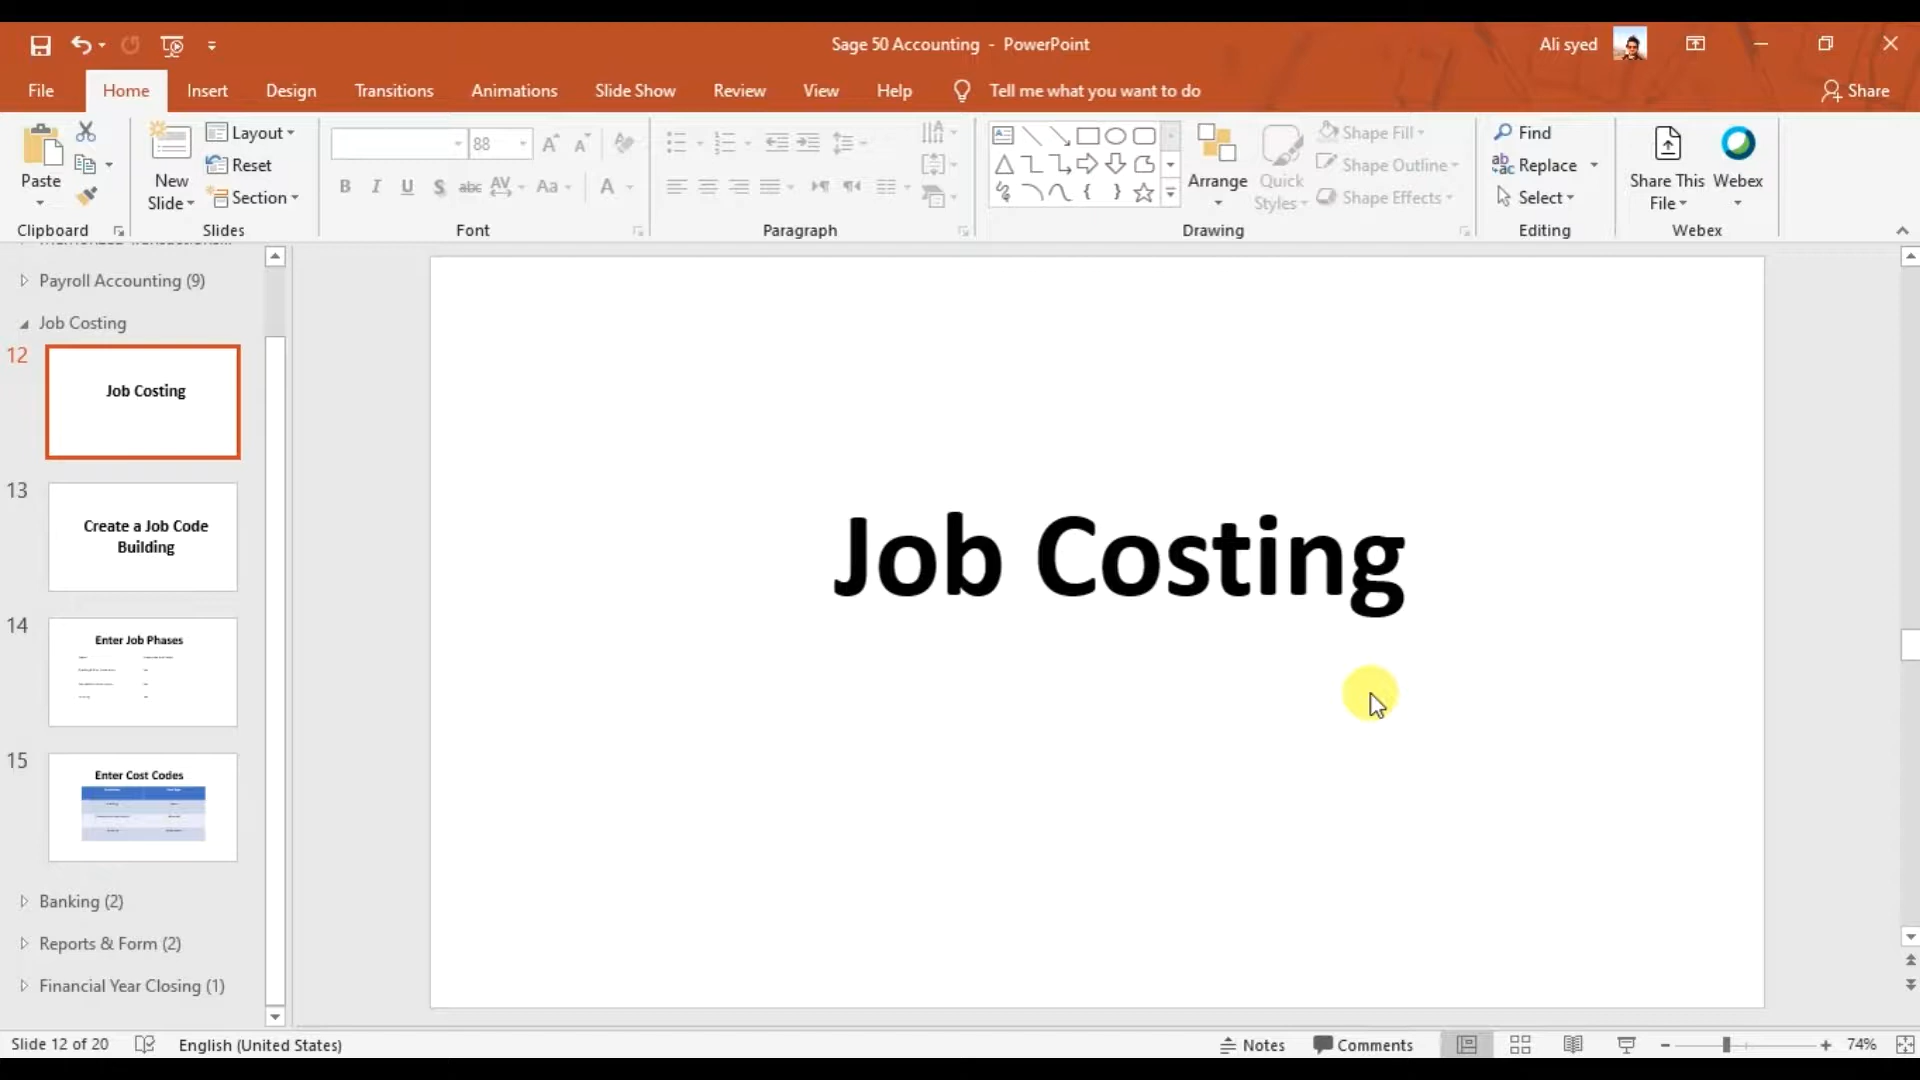 Sage 50 Accounting - PowerPoint
Ali syed
File Home Insert Design Transitions Animations Slide Show Review View Help Tell me what you want to do Share
Paste
Clipboard
New Slide
Layout
Reset
Section
Slides
88
B I U S abc AV Aa A
Font
Paragraph
Arrange
Quick Styles
Shape Fill
Shape Outline
Shape Effects
Drawing
Find
Replace
Select
Editing
Share This File
Webex
Webex
Payroll Accounting (9)
Job Costing
12
Job Costing
13
Create a Job Code
Building
14
Enter Job Phases
15
Enter Cost Codes
Banking (2)
Reports & Form (2)
Financial Year Closing (1)
Job Costing
Slide 12 of 20 English (United States) Notes Comments 74%